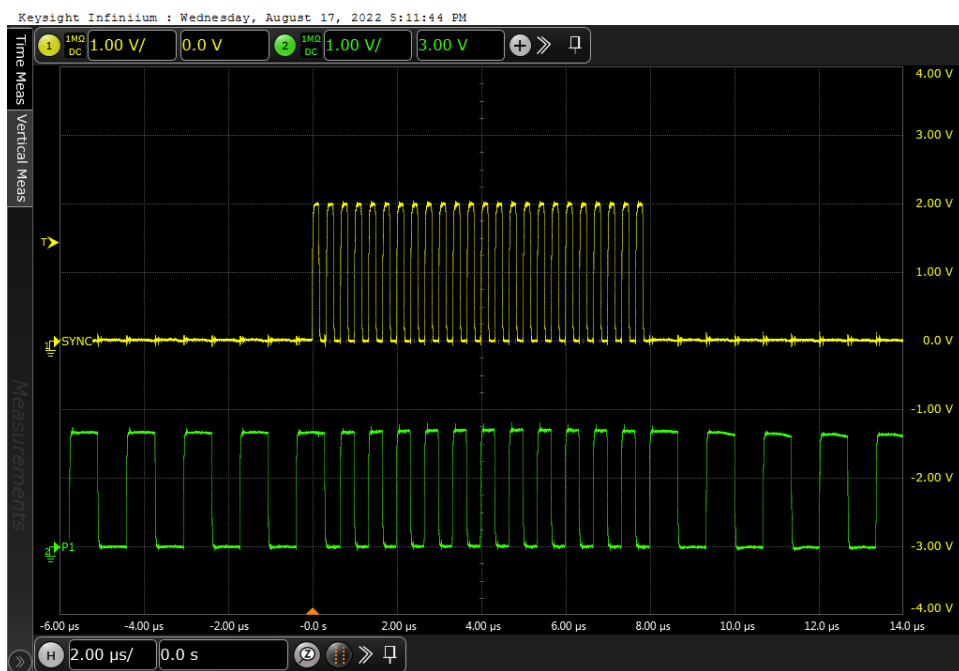 Keysight Infiniium : Wednesday, August 17, 2022 5:11:44 PM
Time Meas
Vertical Meas
Measurements
1 1MΩ DC 1.00 V/ 0.0 V 2 1MΩ DC 1.00 V/ 3.00 V
4.00 V
3.00 V
2.00 V
T
1.00 V
1 SYNC 0.0 V
-1.00 V
-2.00 V
2 P1 -3.00 V
-4.00 V
-6.00 µs -4.00 µs -2.00 µs -0.0 s 2.00 µs 4.00 µs 6.00 µs 8.00 µs 10.0 µs 12.0 µs 14.0 µs
H 2.00 µs/ 0.0 s Z